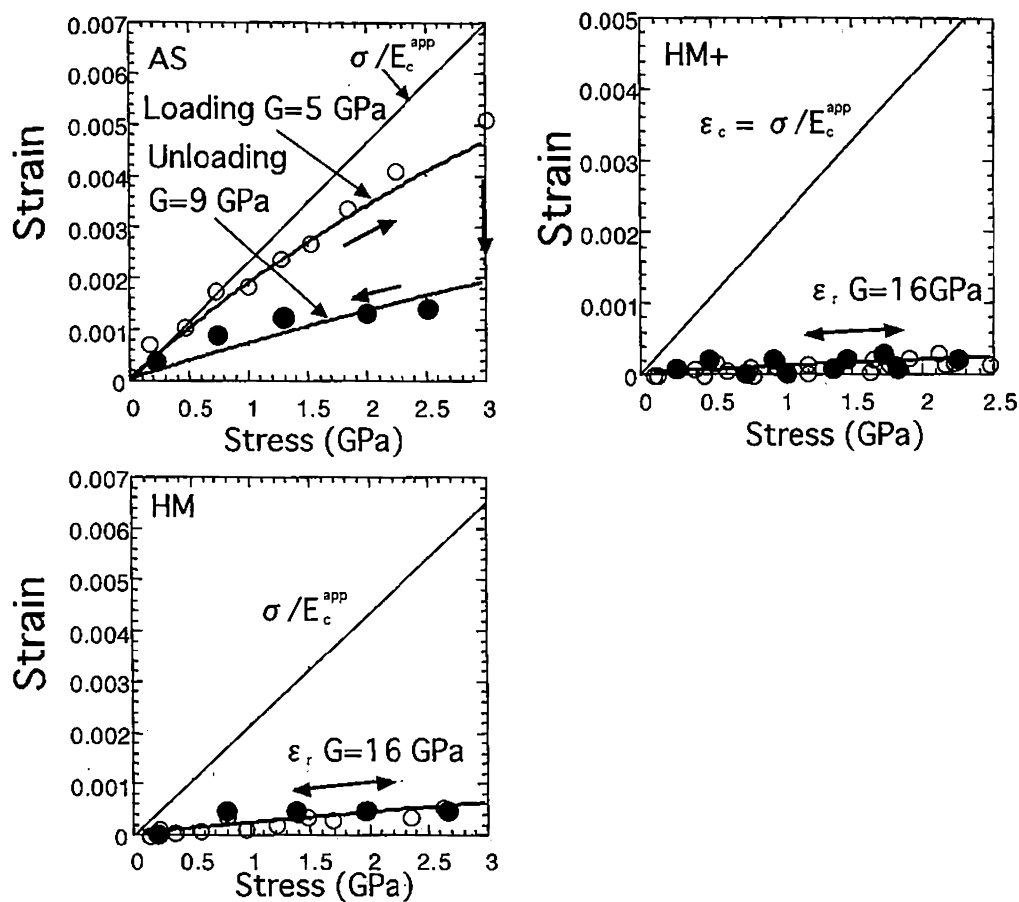 AS
σ/E_c^app
Loading G=5 GPa
Unloading
G=9 GPa
0.007
0.006
0.005
0.004
0.003
0.002
0.001
0
0 0.5 1 1.5 2 2.5 3
Strain
Stress (GPa)
HM+
ε_c = σ/E_c^app
ε_r G=16GPa
0.005
0.004
0.003
0.002
0.001
0
0 0.5 1 1.5 2 2.5
Strain
Stress (GPa)
HM
σ/E_c^app
ε_r G=16 GPa
0.007
0.006
0.005
0.004
0.003
0.002
0.001
0
0 0.5 1 1.5 2 2.5 3
Strain
Stress (GPa)